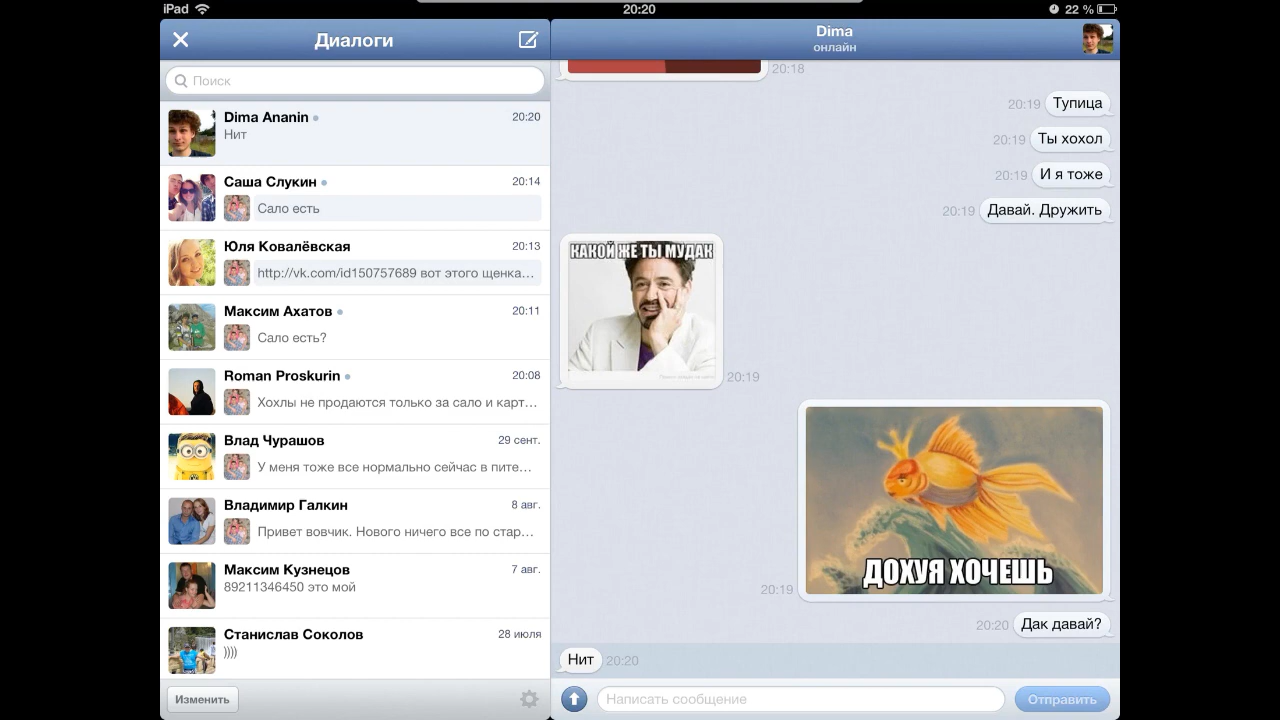 iPad
20:20
22 %
Диалоги
Поиск
Dima Ananin
20:20
Нит
Саша Слукин
20:14
Сало есть
Юля Ковалёвская
20:13
http://vk.com/id150757689 вот этого щенка…
Максим Ахатов
20:11
Сало есть?
Roman Proskurin
20:08
Хохлы не продаются только за сало и карт…
Влад Чурашов
29 сент.
У меня тоже все нормально сейчас в пите…
Владимир Галкин
8 авг.
Привет вовчик. Нового ничего все по стар…
Максим Кузнецов
7 авг.
89211346450 это мой
Станислав Соколов
28 июля
))))
Изменить
Dima
онлайн
20:18
20:19 Тупица
20:19 Ты хохол
20:19 И я тоже
20:19 Давай. Дружить
КАКОЙ ЖЕ ТЫ МУДАК
20:19
ДОХУЯ ХОЧЕШЬ
20:19
20:20 Дак давай?
Нит 20:20
Написать сообщение
Отправить